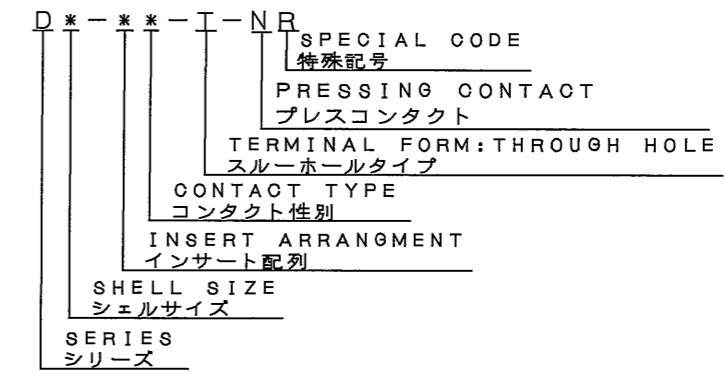 D*-**-T-NR
SPECIAL CODE
特殊記号
PRESSING CONTACT
プレスコンタクト
TERMINAL FORM:THROUGH HOLE
スルーホールタイプ
CONTACT TYPE
コンタクト性別
INSERT ARRANGMENT
インサート配列
SHELL SIZE
シェルサイズ
SERIES
シリーズ